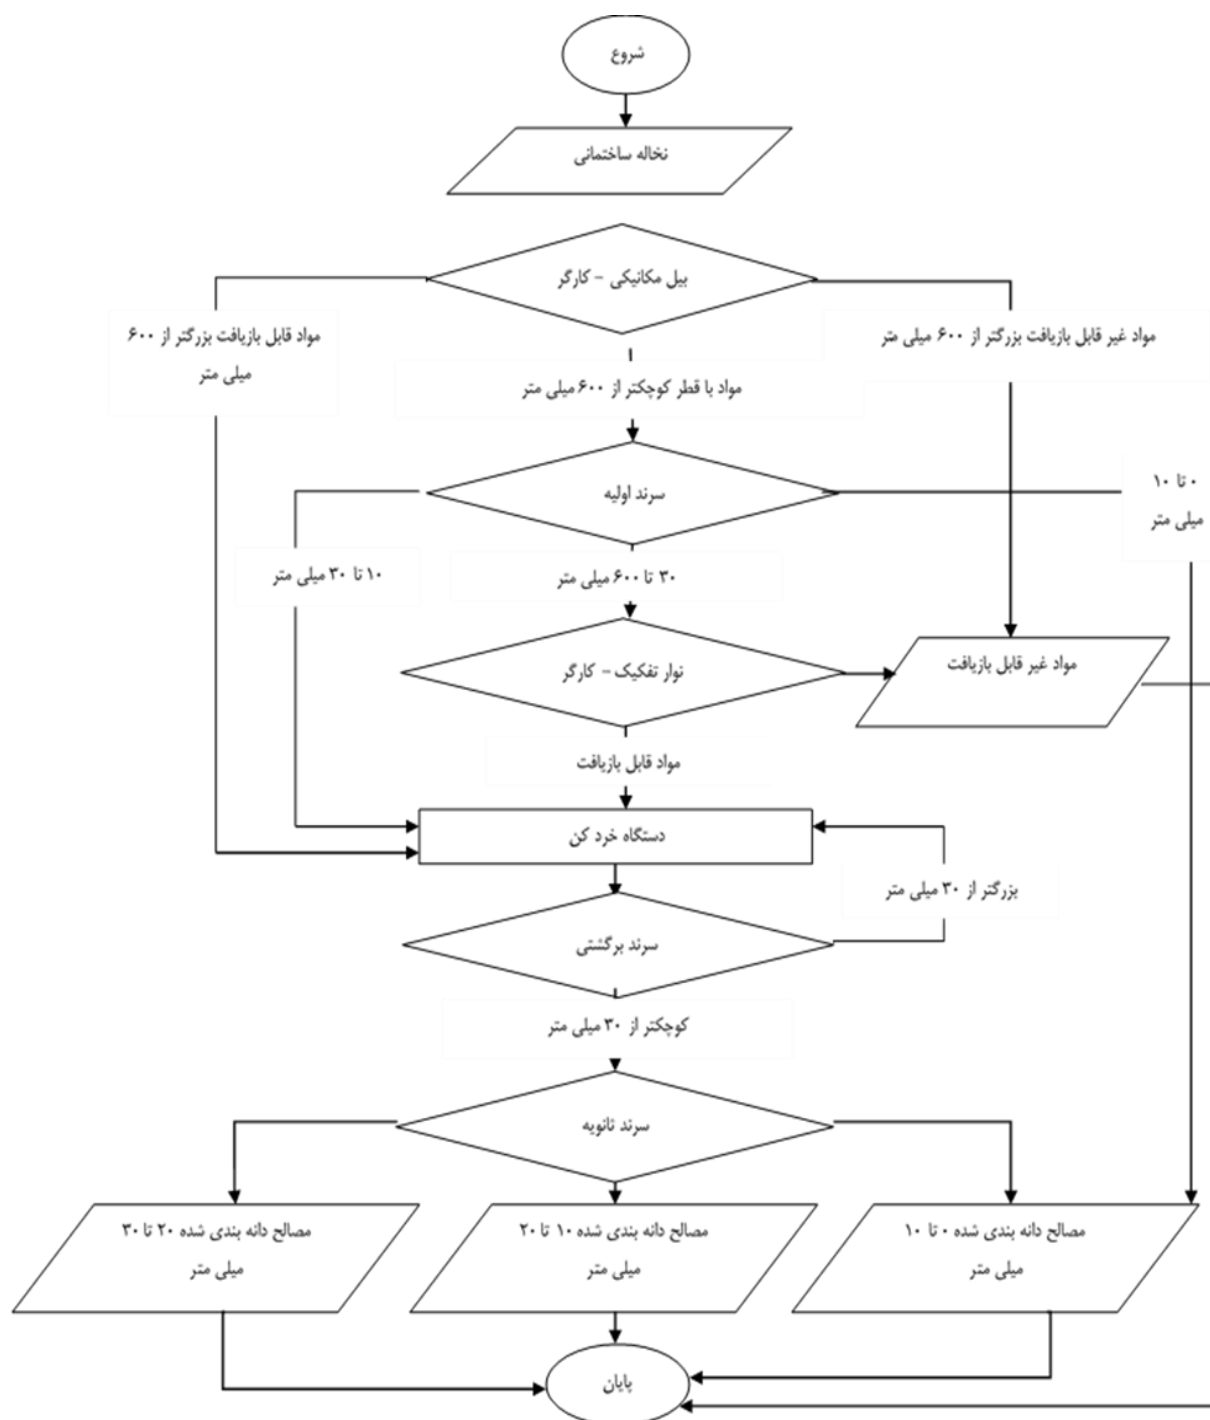 شروع
نخاله ساختمانی
بیل مکانیکی - کارگر
مواد غیر قابل بازیافت بزرگتر از ۶۰۰ میلی متر
مواد قابل بازیافت بزرگتر از ۶۰۰
میلی متر
مواد با قطر کوچکتر از ۶۰۰ میلی متر
سرند اولیه
۰ تا ۱۰
میلی متر
۳۰ تا ۶۰۰ میلی متر
۱۰ تا ۳۰ میلی متر
نوار تفکیک - کارگر
مواد غیر قابل بازیافت
مواد قابل بازیافت
دستگاه خرد کن
بزرگتر از ۳۰ میلی متر
سرند برگشتی
کوچکتر از ۳۰ میلی متر
سرند ثانویه
مصالح دانه بندی شده ۰ تا ۱۰
میلی متر
مصالح دانه بندی شده ۱۰ تا ۲۰
میلی متر
مصالح دانه بندی شده ۲۰ تا ۳۰
میلی متر
پایان